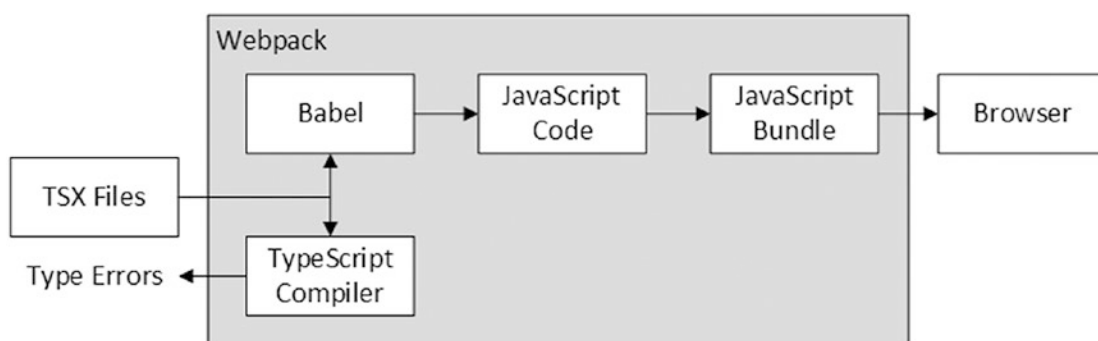 Webpack
Babel
JavaScript
Code
JavaScript
Bundle
Browser
TSX Files
Type Errors
TypeScript
Compiler